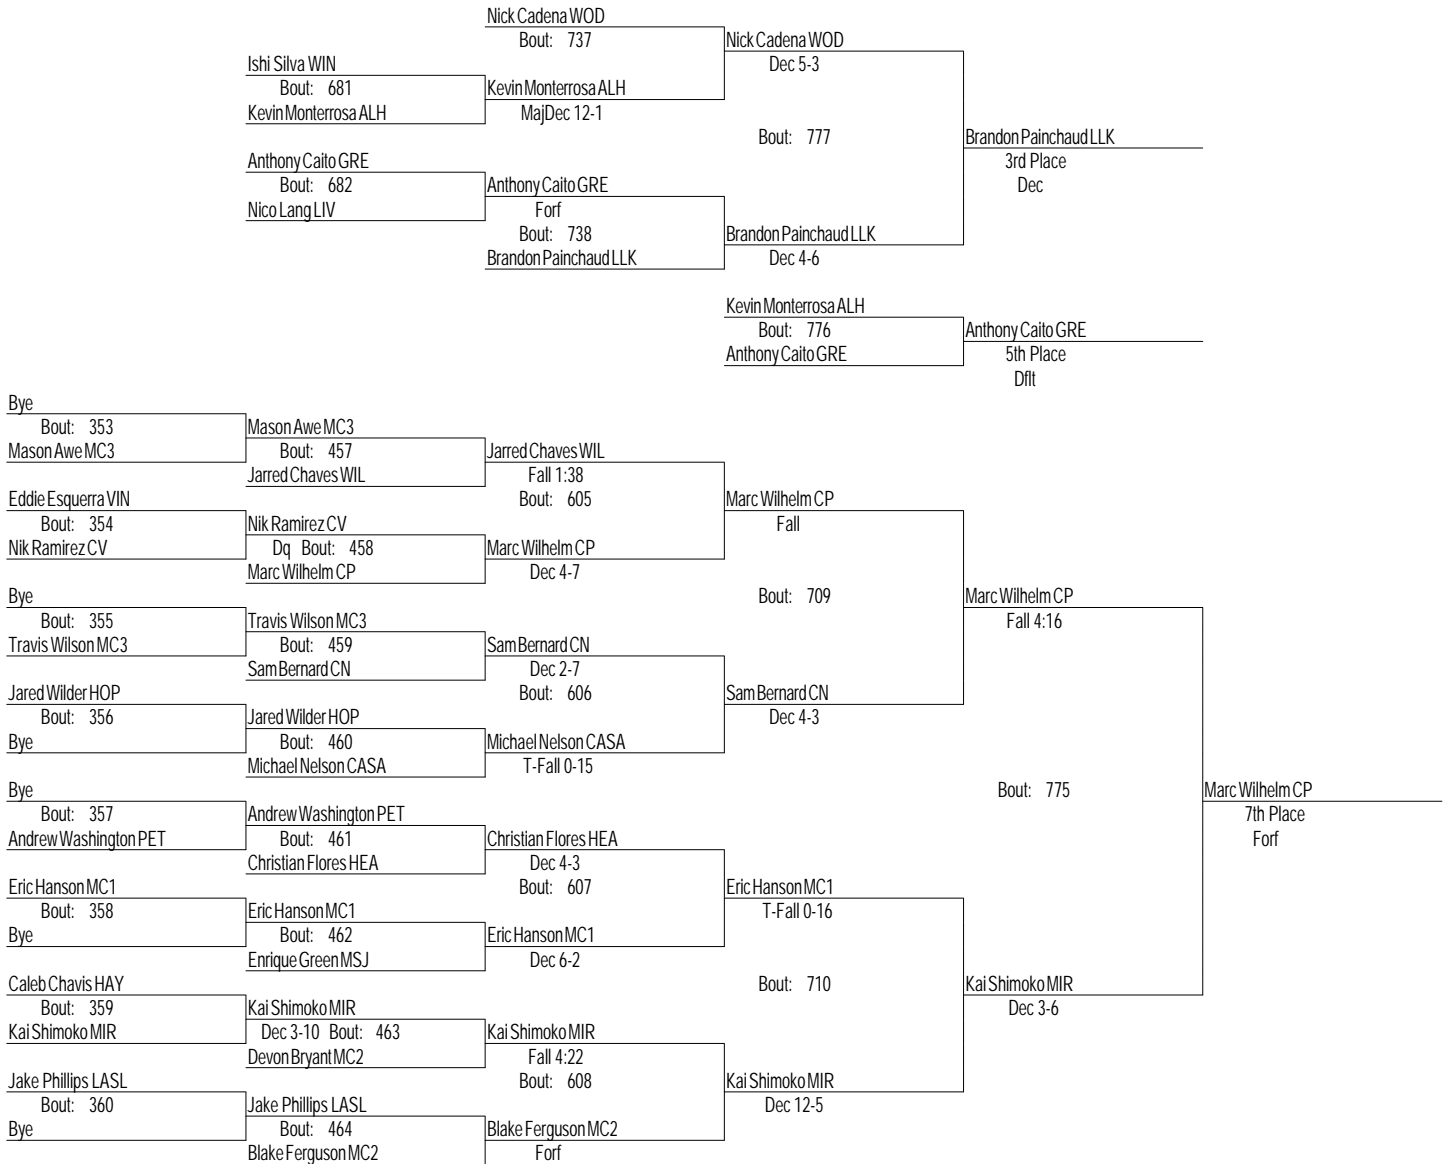 Nick Cadena WOD
Bout: 737
Nick Cadena WOD
Ishi Silva WIN
Dec 5-3
Bout: 681
Kevin Monterrosa ALH
Kevin Monterrosa ALH
MajDec 12-1
Bout: 777
Brandon Painchaud LLK
Anthony Caito GRE
3rd Place
Bout: 682
Anthony Caito GRE
Dec
Nico Lang LIV
Forf
Bout: 738
Brandon Painchaud LLK
Brandon Painchaud LLK
Dec 4-6
Kevin Monterrosa ALH
Bout: 776
Anthony Caito GRE
Anthony Caito GRE
5th Place
Dflt
Bye
Bout: 353
Mason Awe MC3
Mason Awe MC3
Bout: 457
Jarred Chaves WIL
Jarred Chaves WIL
Fall 1:38
Eddie Esquerra VIN
Bout: 605
Marc Wilhelm CP
Bout: 354
Nik Ramirez CV
Fall
Nik Ramirez CV
Dq Bout: 458
Marc Wilhelm CP
Marc Wilhelm CP
Dec 4-7
Bye
Bout: 709
Marc Wilhelm CP
Bout: 355
Travis Wilson MC3
Fall 4:16
Travis Wilson MC3
Bout: 459
Sam Bernard CN
Sam Bernard CN
Dec 2-7
Jared Wilder HOP
Bout: 606
Sam Bernard CN
Bout: 356
Jared Wilder HOP
Dec 4-3
Bye
Bout: 460
Michael Nelson CASA
Michael Nelson CASA
T-Fall 0-15
Bye
Bout: 775
Marc Wilhelm CP
Bout: 357
Andrew Washington PET
7th Place
Andrew Washington PET
Bout: 461
Christian Flores HEA
Forf
Christian Flores HEA
Dec 4-3
Eric Hanson MC1
Bout: 607
Eric Hanson MC1
Bout: 358
Eric Hanson MC1
T-Fall 0-16
Bye
Bout: 462
Eric Hanson MC1
Enrique Green MSJ
Dec 6-2
Caleb Chavis HAY
Bout: 710
Kai Shimoko MIR
Bout: 359
Kai Shimoko MIR
Dec 3-6
Kai Shimoko MIR
Dec 3-10 Bout: 463
Kai Shimoko MIR
Devon Bryant MC2
Fall 4:22
Jake Phillips LASL
Bout: 608
Kai Shimoko MIR
Bout: 360
Jake Phillips LASL
Dec 12-5
Bye
Bout: 464
Blake Ferguson MC2
Blake Ferguson MC2
Forf